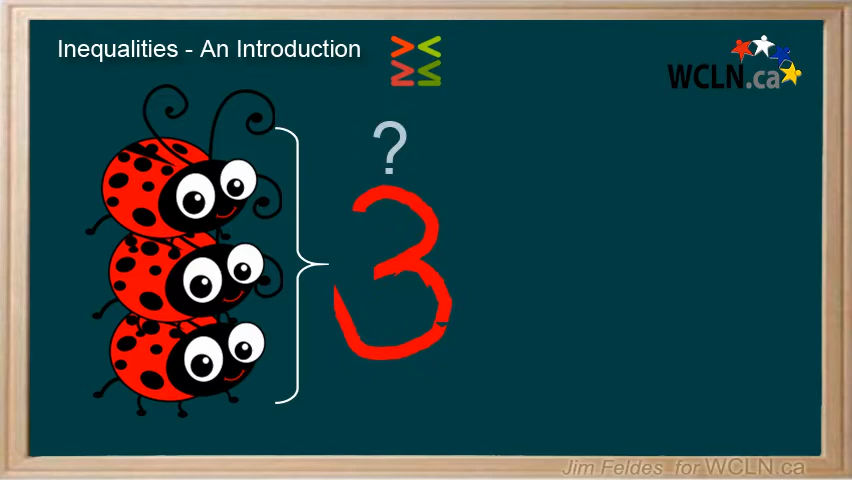 Inequalities - An Introduction
> <
≥ ≤
WCLN.ca
?
3
Jim Feldes for WCLN.ca